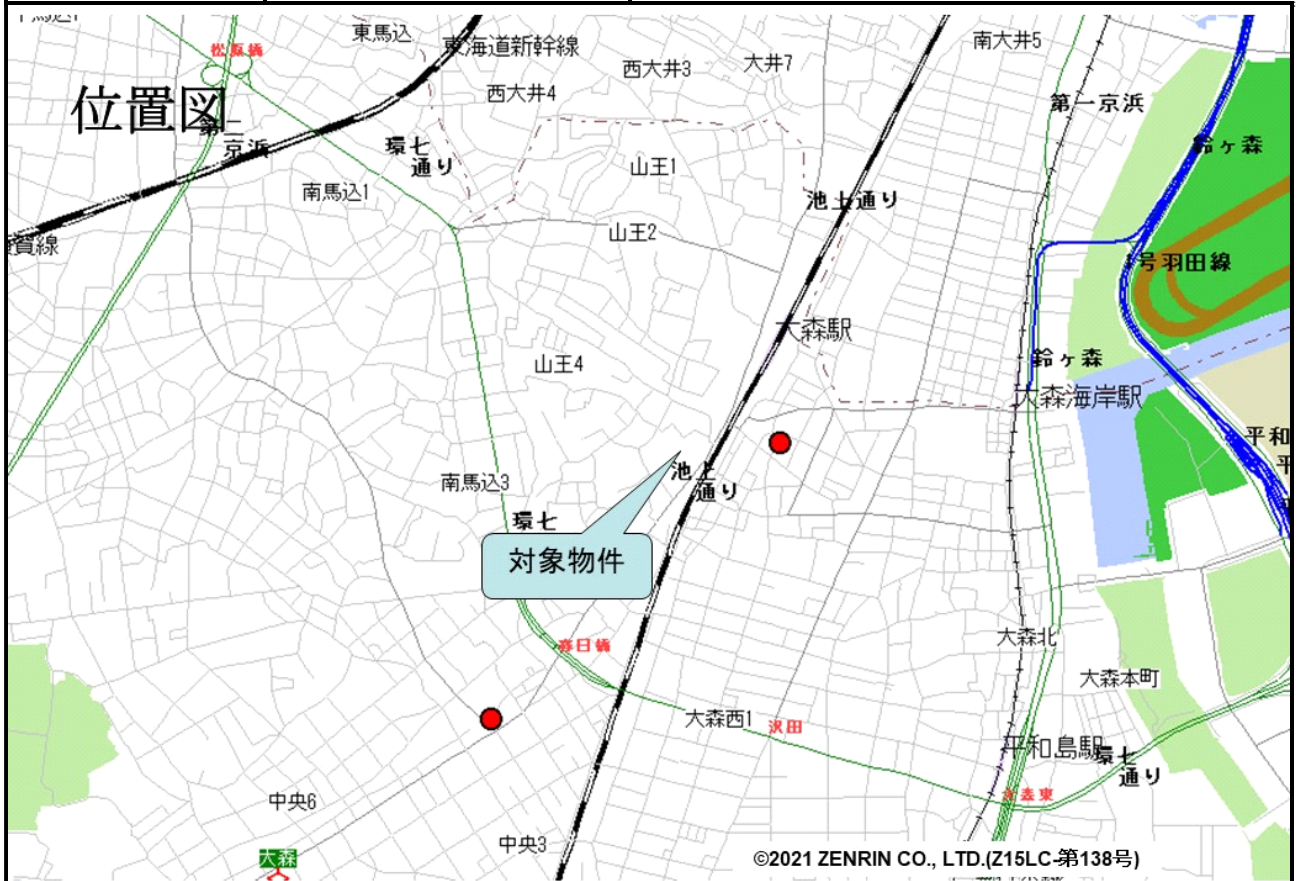 東馬込
東海道新幹線
南大井5
松原橋
西大井3
大井7
西大井4
位置図
第二
京浜
第一京浜
環七
通り
鈴ヶ森
山王1
南馬込1
池上通り
山王2
賀線
1号羽田線
大森駅
鈴ヶ森
山王4
大森海岸駅
平和
平
池上
通り
南馬込3
環七
対象物件
大森北
春日橋
大森本町
大森西1
沢田
平和島駅
環七
通り
大森東
中央6
中央3
大森
©2021 ZENRIN CO., LTD.(Z15LC-第138号)